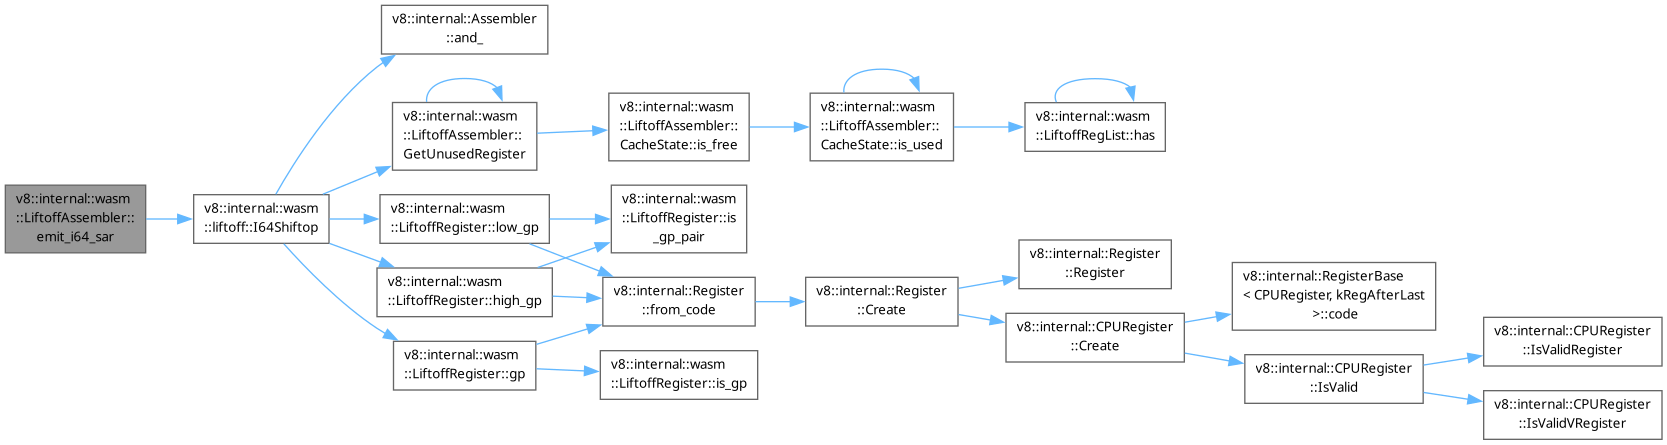 v8::internal::wasm
::LiftoffAssembler::
emit_i64_sar
v8::internal::wasm
::liftoff::I64Shiftop
v8::internal::Assembler
::and_
v8::internal::wasm
::LiftoffAssembler::
GetUnusedRegister
v8::internal::wasm
::LiftoffAssembler::
CacheState::is_free
v8::internal::wasm
::LiftoffAssembler::
CacheState::is_used
v8::internal::wasm
::LiftoffRegList::has
v8::internal::wasm
::LiftoffRegister::low_gp
v8::internal::wasm
::LiftoffRegister::is
_gp_pair
v8::internal::wasm
::LiftoffRegister::high_gp
v8::internal::Register
::from_code
v8::internal::Register
::Create
v8::internal::Register
::Register
v8::internal::CPURegister
::Create
v8::internal::RegisterBase
< CPURegister, kRegAfterLast
>::code
v8::internal::CPURegister
::IsValid
v8::internal::CPURegister
::IsValidRegister
v8::internal::CPURegister
::IsValidVRegister
v8::internal::wasm
::LiftoffRegister::gp
v8::internal::wasm
::LiftoffRegister::is_gp